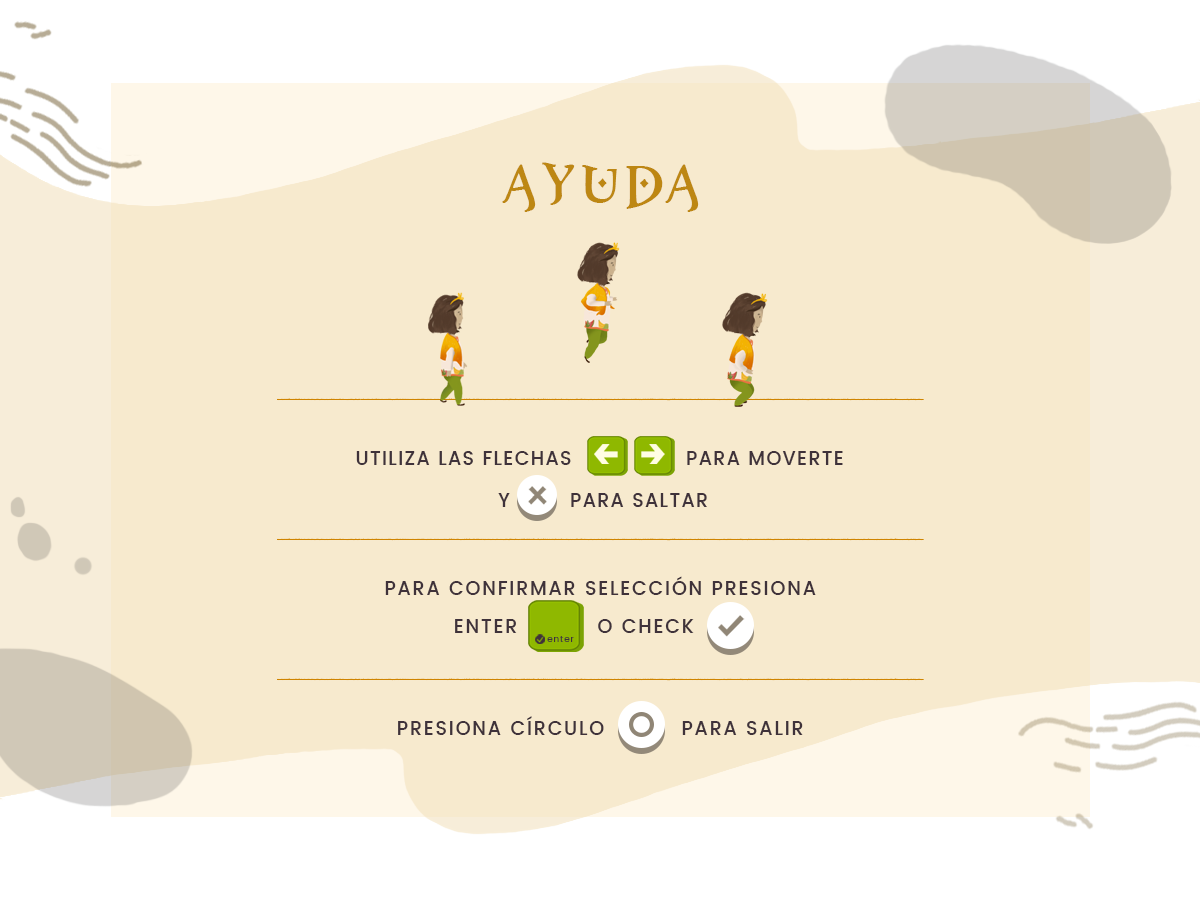 AYUDA
UTILIZA LAS FLECHAS PARA MOVERTE
Y PARA SALTAR
PARA CONFIRMAR SELECCIÓN PRESIONA
ENTER enter O CHECK
PRESIONA CÍRCULO PARA SALIR